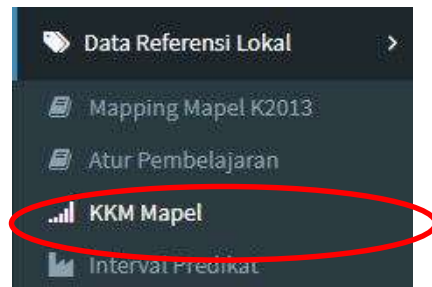 Data Referensi Lokal
Mapping Mapel K2013
Atur Pembelajaran
KKM Mapel
Interval Predikat